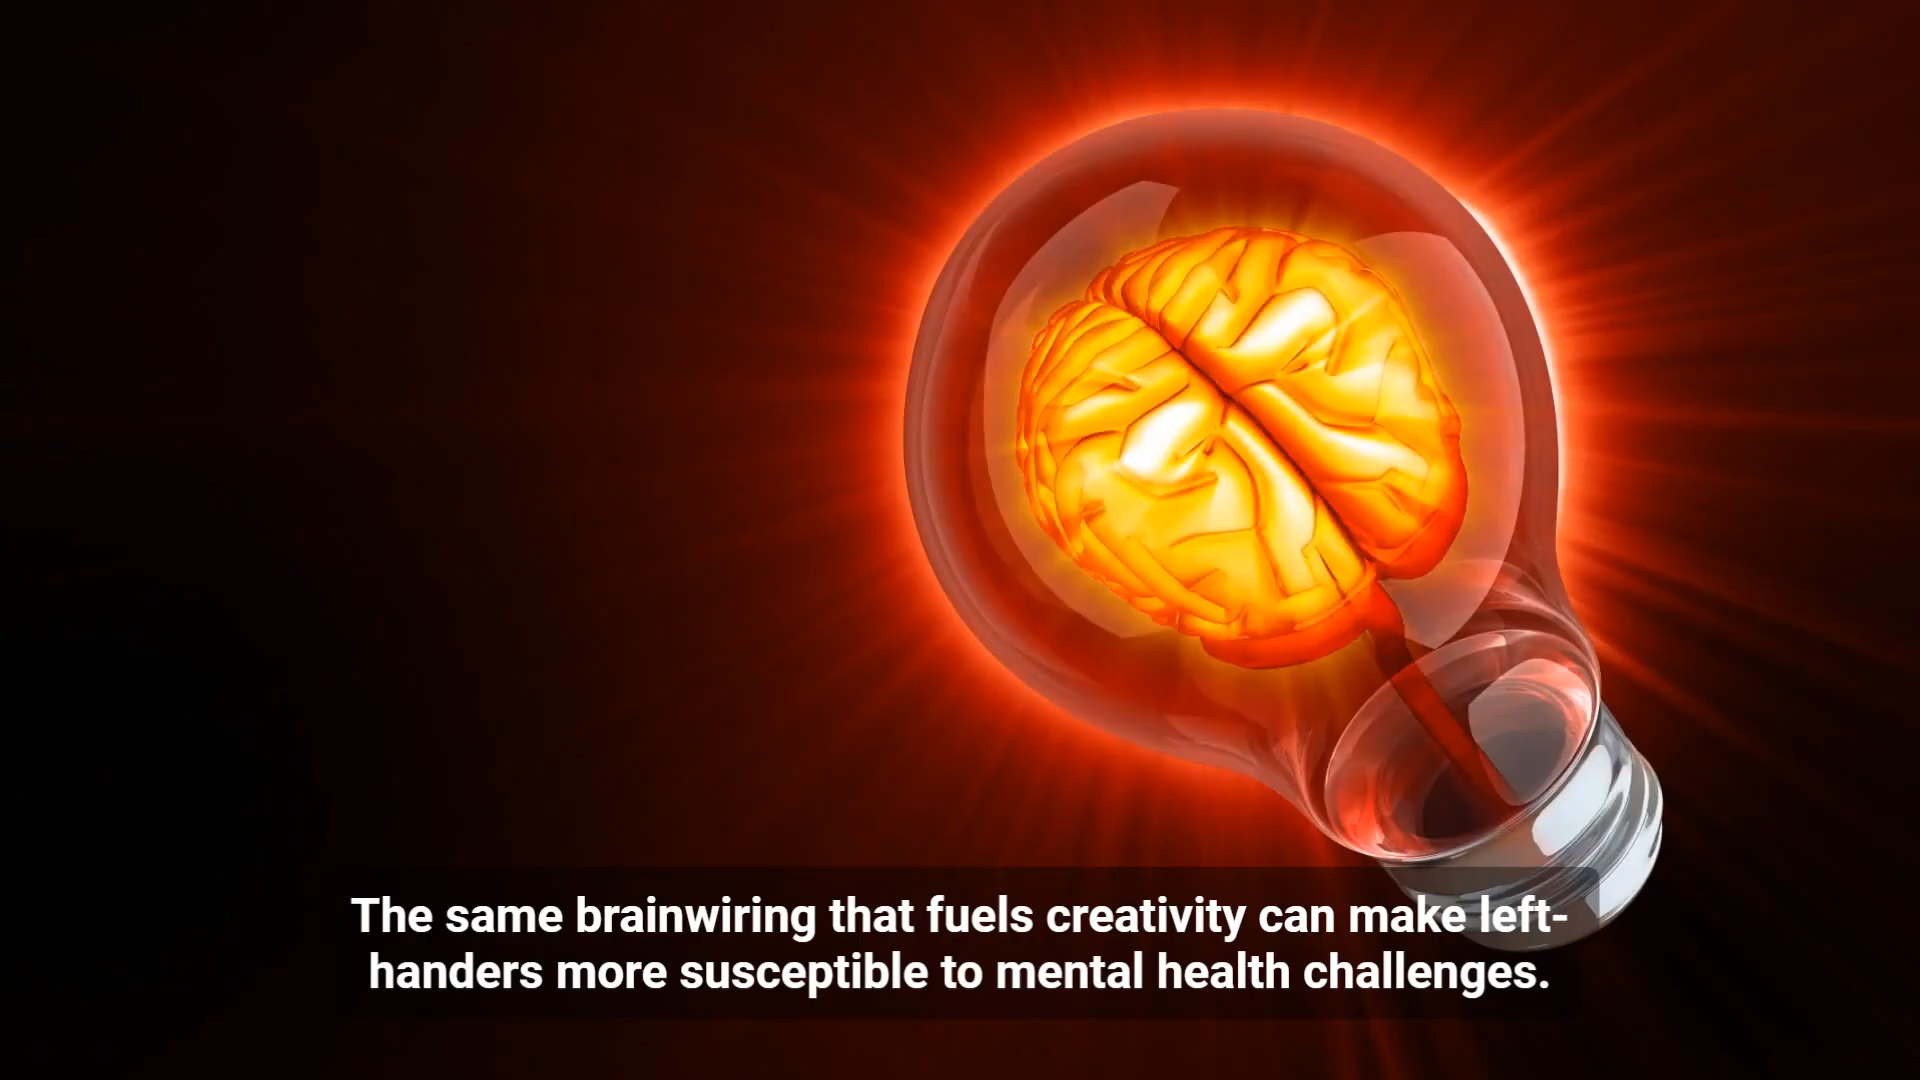 The same brainwiring that fuels creativity can make left-
handers more susceptible to mental health challenges.